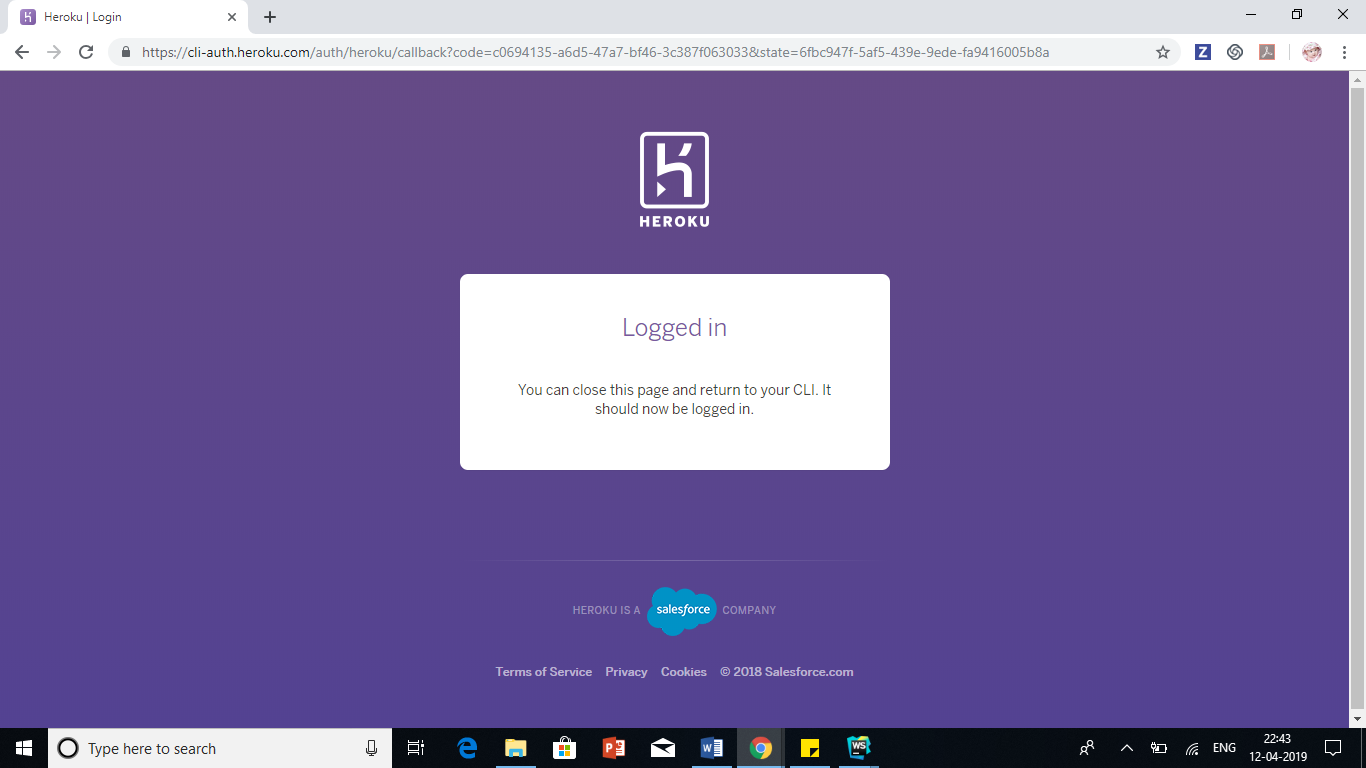 Heroku | Login
https://cli-auth.heroku.com/auth/heroku/callback?code=c0694135-a6d5-47a7-bf46-3c387f063033&state=6fbc947f-5af5-439e-9ede-fa9416005b8a
Z
HEROKU
Logged in
You can close this page and return to your CLI. It
should now be logged in.
HEROKU IS A salesforce COMPANY
Terms of Service Privacy Cookies © 2018 Salesforce.com
Type here to search
P
W
WS
ENG
22:43
12-04-2019